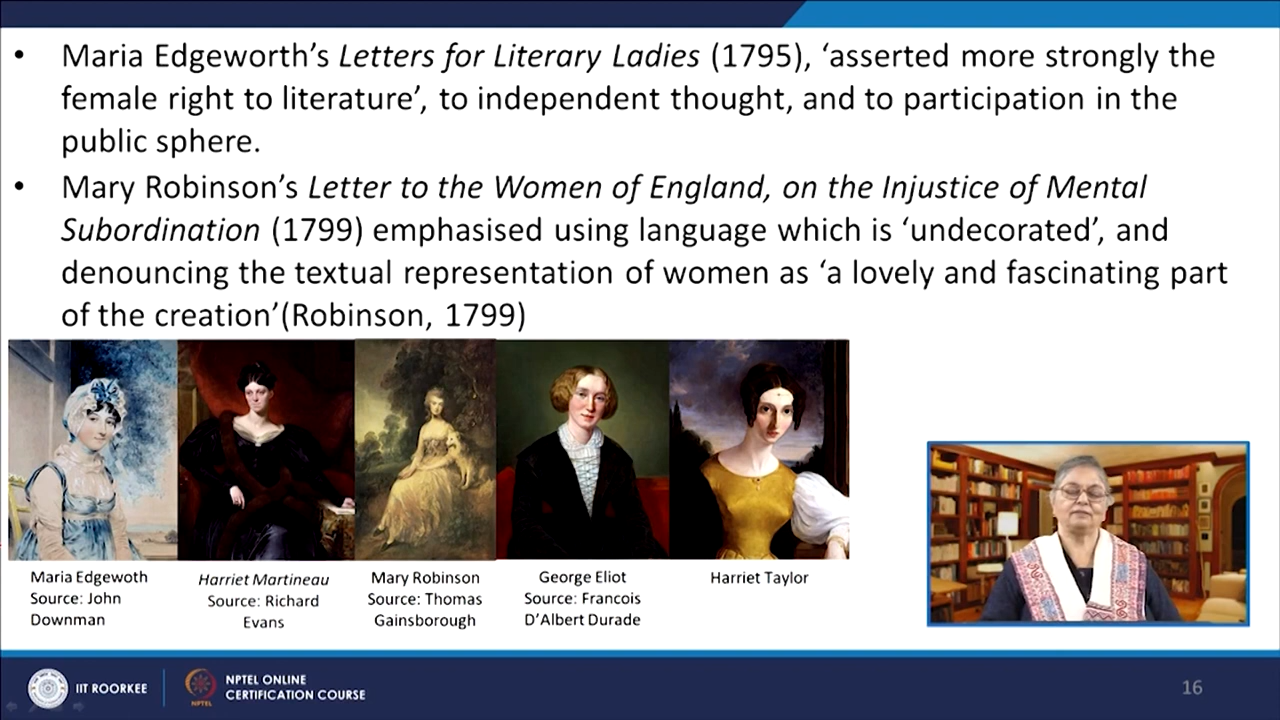 • Maria Edgeworth’s Letters for Literary Ladies (1795), ‘asserted more strongly the
female right to literature’, to independent thought, and to participation in the
public sphere.
• Mary Robinson’s Letter to the Women of England, on the Injustice of Mental
Subordination (1799) emphasised using language which is ‘undecorated’, and
denouncing the textual representation of women as ‘a lovely and fascinating part
of the creation’(Robinson, 1799)
Maria Edgewoth
Source: John
Downman
Harriet Martineau
Source: Richard
Evans
Mary Robinson
Source: Thomas
Gainsborough
George Eliot
Source: Francois
D’Albert Durade
Harriet Taylor
IIT ROORKEE
NPTEL
NPTEL ONLINE
CERTIFICATION COURSE
16